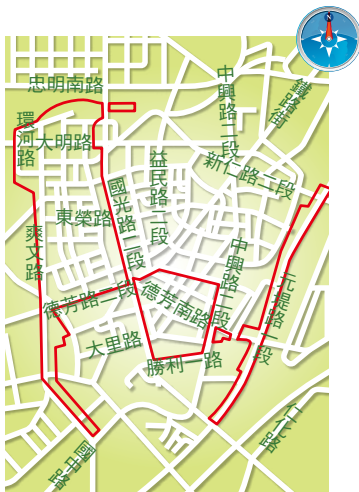 忠明南路
中興路二段
鐵路街
環河路
大明路
益民路二段
新仁路二段
國光路二段
東榮路
爽文路
中興路二段
元堤路一段
德芳路二段
德芳南路
大里路
勝利一路
仁化路
國中路